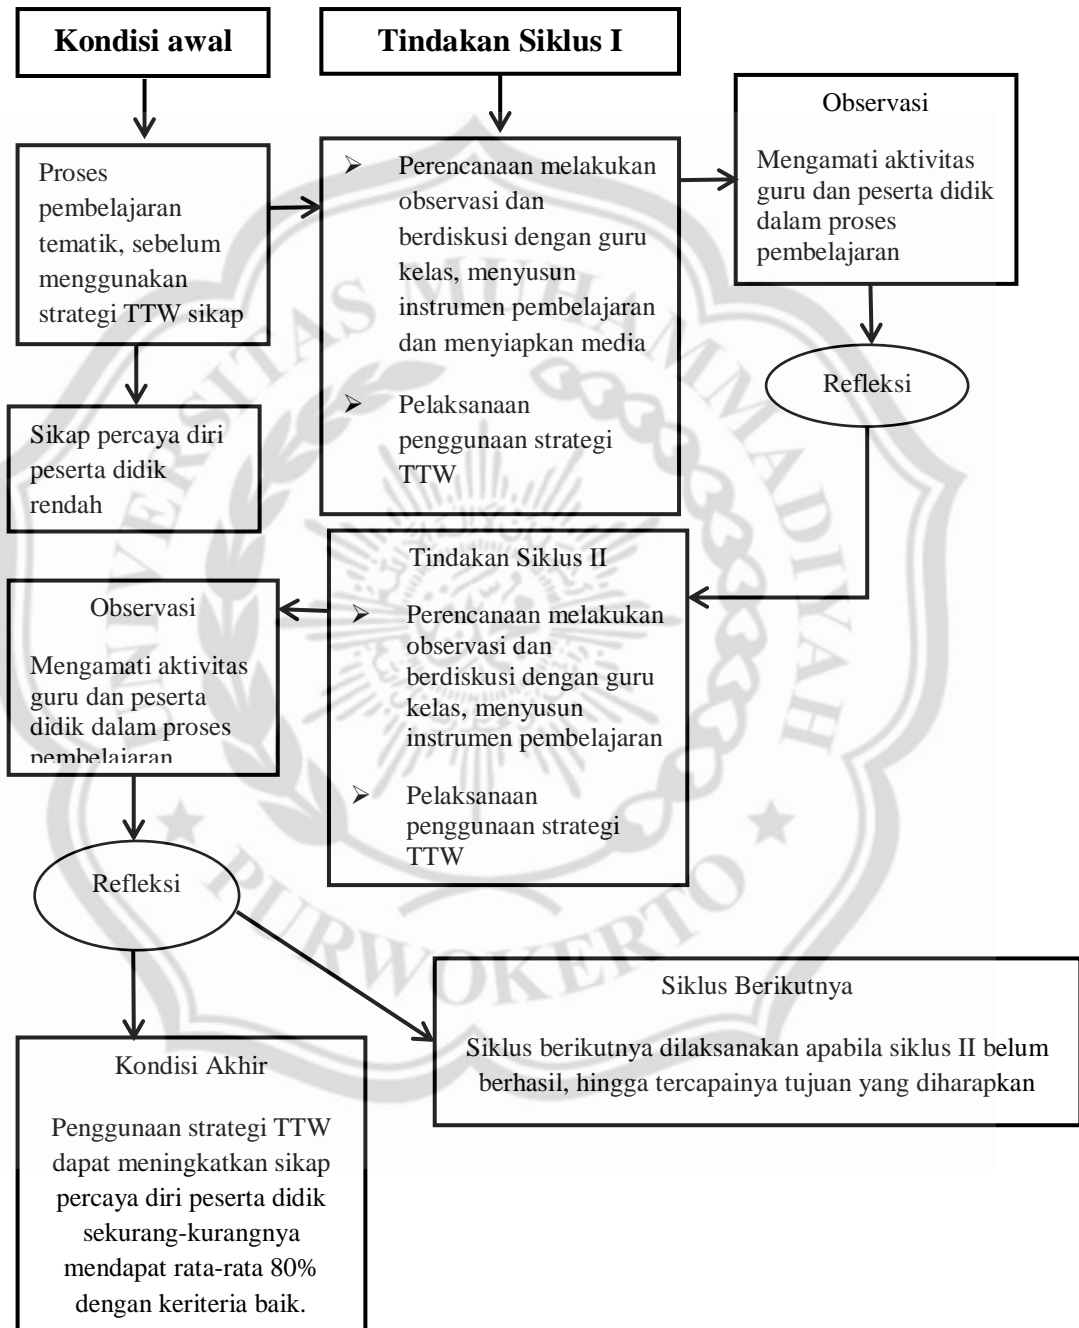 Kondisi awal
Tindakan Siklus I
Proses
pembelajaran
tematik, sebelum
menggunakan
strategi TTW sikap
➢ Perencanaan melakukan
observasi dan
berdiskusi dengan guru
kelas, menyusun
instrumen pembelajaran
dan menyiapkan media
➢ Pelaksanaan
penggunaan strategi
TTW
Observasi
Mengamati aktivitas
guru dan peserta didik
dalam proses
pembelajaran
Refleksi
Sikap percaya diri
peserta didik
rendah
Tindakan Siklus II
➢ Perencanaan melakukan
observasi dan
berdiskusi dengan guru
kelas, menyusun
instrumen pembelajaran
➢ Pelaksanaan
penggunaan strategi
TTW
Observasi
Mengamati aktivitas
guru dan peserta
didik dalam proses
pembelajaran
Refleksi
Siklus Berikutnya
Siklus berikutnya dilaksanakan apabila siklus II belum
berhasil, hingga tercapainya tujuan yang diharapkan
Kondisi Akhir
Penggunaan strategi TTW
dapat meningkatkan sikap
percaya diri peserta didik
sekurang-kurangnya
mendapat rata-rata 80%
dengan keriteria baik.
UNIVERSITAS MUHAMMADIYAH
PURWOKERTO